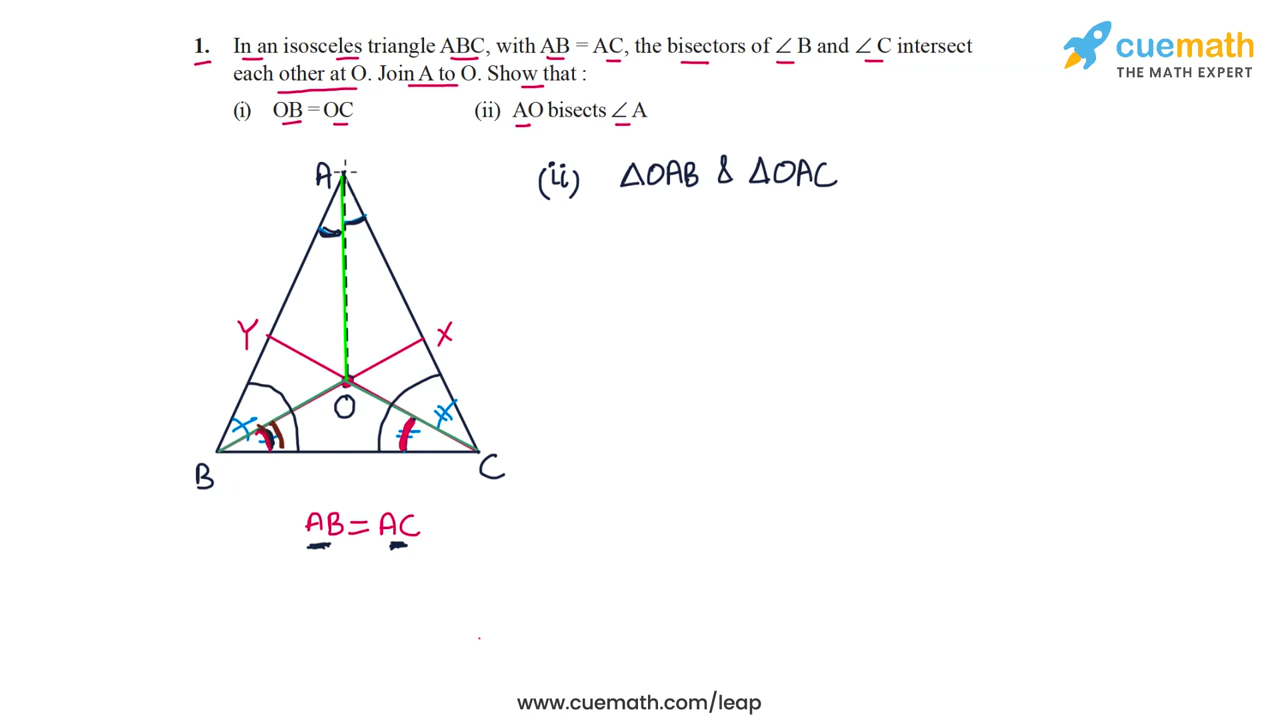 1. In an isosceles triangle ABC, with AB = AC, the bisectors of ∠ B and ∠ C intersect
each other at O. Join A to O. Show that :
(i) OB = OC (ii) AO bisects ∠ A
cuemath
THE MATH EXPERT
(ii) ΔOAB & ΔOAC
A
Y
X
O
B
C
AB = AC
www.cuemath.com/leap